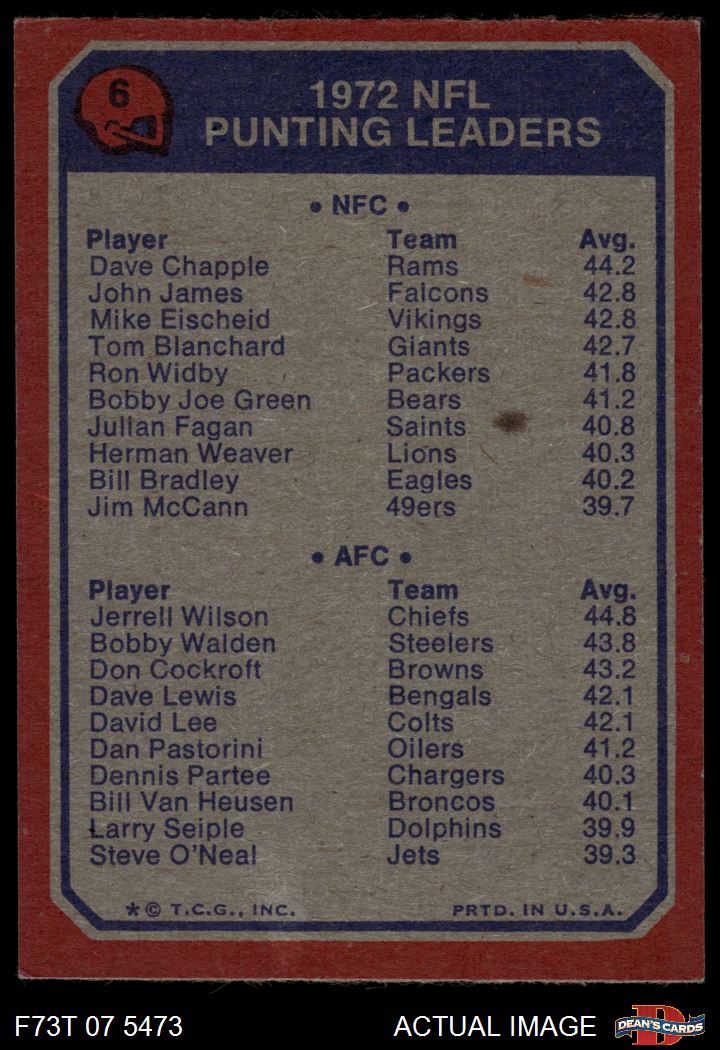 6
1972 NFL
PUNTING LEADERS
• NFC •
Player Team Avg.
Dave Chapple Rams 44.2
John James Falcons 42.8
Mike Eischeid Vikings 42.8
Tom Blanchard Giants 42.7
Ron Widby Packers 41.8
Bobby Joe Green Bears 41.2
Julian Fagan Saints 40.8
Herman Weaver Lions 40.3
Bill Bradley Eagles 40.2
Jim McCann 49ers 39.7
• AFC •
Player Team Avg.
Jerrell Wilson Chiefs 44.8
Bobby Walden Steelers 43.8
Don Cockroft Browns 43.2
Dave Lewis Bengals 42.1
David Lee Colts 42.1
Dan Pastorini Oilers 41.2
Dennis Partee Chargers 40.3
Bill Van Heusen Broncos 40.1
Larry Seiple Dolphins 39.9
Steve O'Neal Jets 39.3
* © T.C.G., INC. PRTD. IN U.S.A.
F73T 07 5473 ACTUAL IMAGE D DEAN'S CARDS